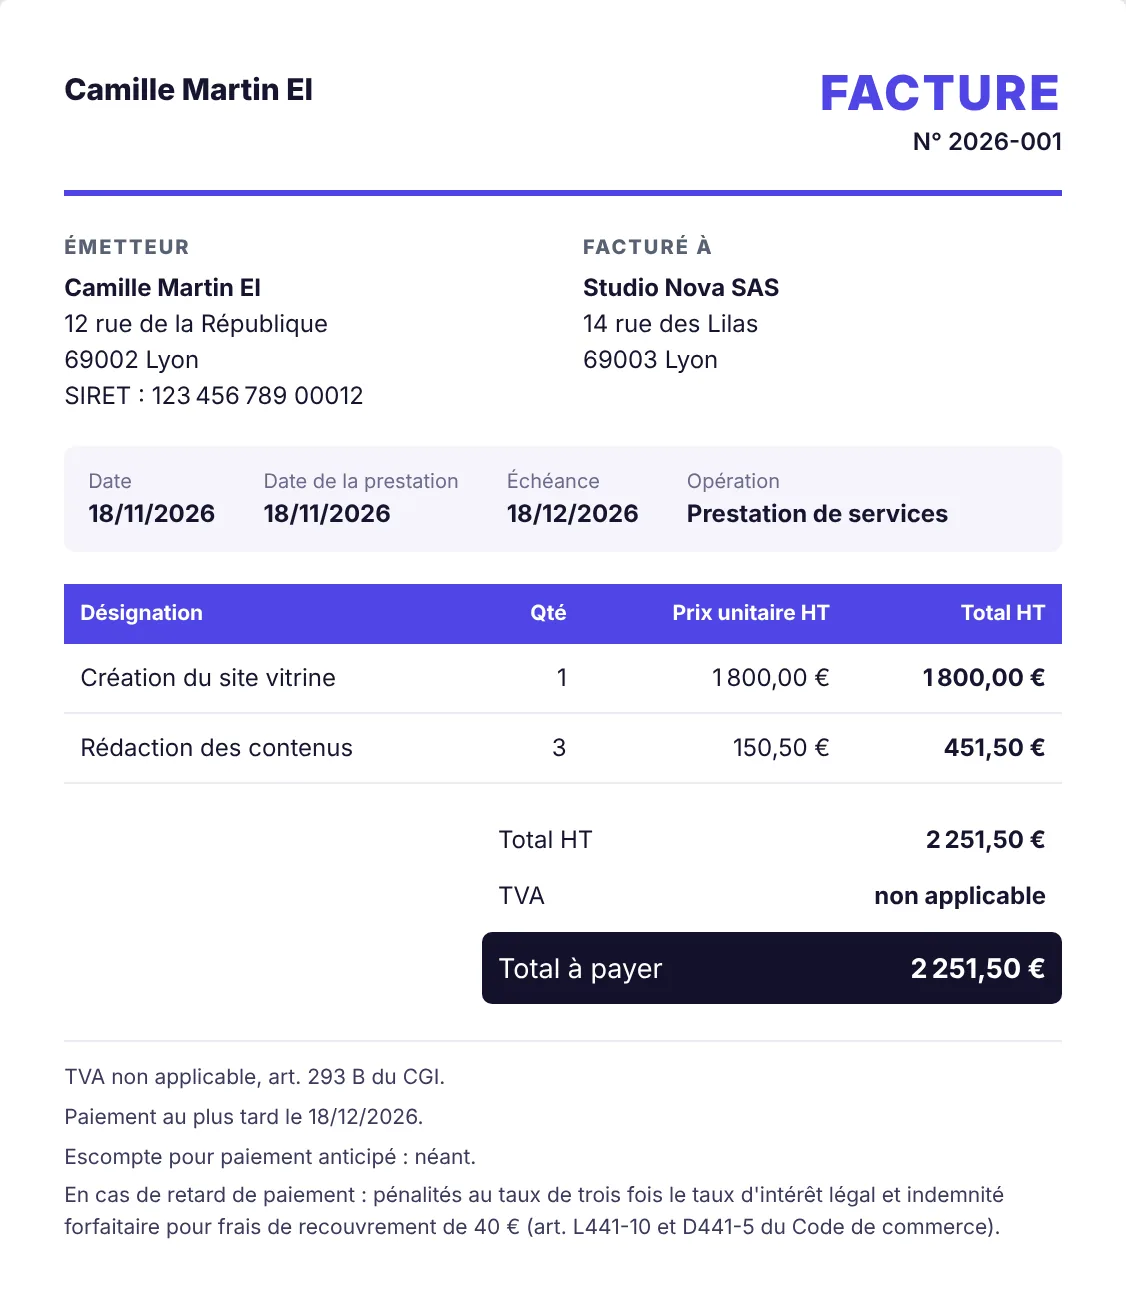 Camille Martin EI
FACTURE
N° 2026-001
ÉMETTEUR
Camille Martin EI
12 rue de la République
69002 Lyon
SIRET : 123 456 789 00012
FACTURÉ À
Studio Nova SAS
14 rue des Lilas
69003 Lyon
Date
18/11/2026
Date de la prestation
18/11/2026
Échéance
18/12/2026
Opération
Prestation de services
Désignation Qté Prix unitaire HT Total HT
Création du site vitrine 1 1 800,00 € 1 800,00 €
Rédaction des contenus 3 150,50 € 451,50 €
Total HT 2 251,50 €
TVA non applicable
Total à payer 2 251,50 €
TVA non applicable, art. 293 B du CGI.
Paiement au plus tard le 18/12/2026.
Escompte pour paiement anticipé : néant.
En cas de retard de paiement : pénalités au taux de trois fois le taux d'intérêt légal et indemnité
forfaitaire pour frais de recouvrement de 40 € (art. L441-10 et D441-5 du Code de commerce).